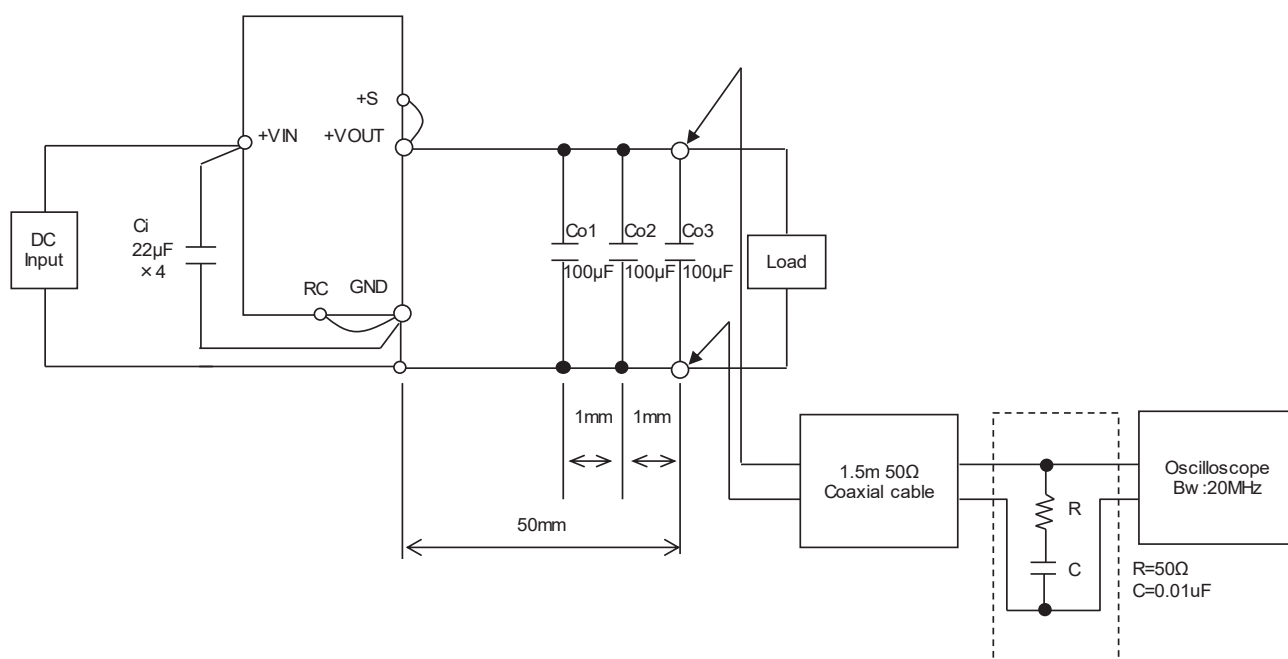 +S
+VIN
+VOUT
DC
Input
Ci
22µF
×4
RC
GND
Co1
Co2
Co3
100µF
100µF
100µF
Load
1mm
1mm
50mm
1.5m 50Ω
Coaxial cable
R
C
Oscilloscope
Bw :20MHz
R=50Ω
C=0.01uF